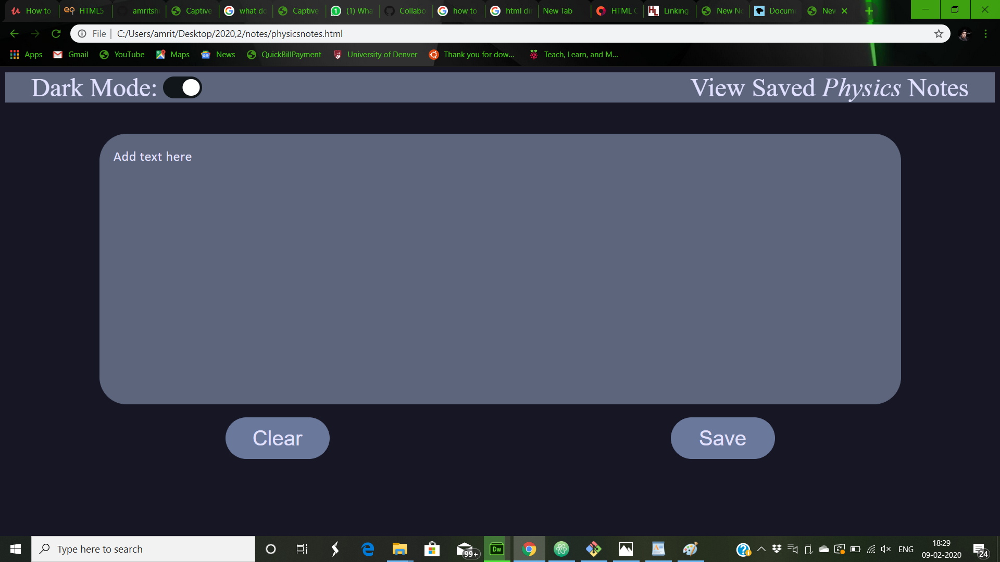 How to
HTML5
amritsh
Captive
what do
Captive
(1) Wha
Collabo
how to
html dir
New Tab
HTML C
Linking
New No
Docum
New
File | C:/Users/amrit/Desktop/2020,2/notes/physicsnotes.html
Apps Gmail YouTube Maps News QuickBillPayment University of Denver Thank you for dow... Teach, Learn, and M...
Dark Mode: View Saved Physics Notes
Add text here
Clear Save
Type here to search
99+
Dw
ENG
18:29
09-02-2020
24